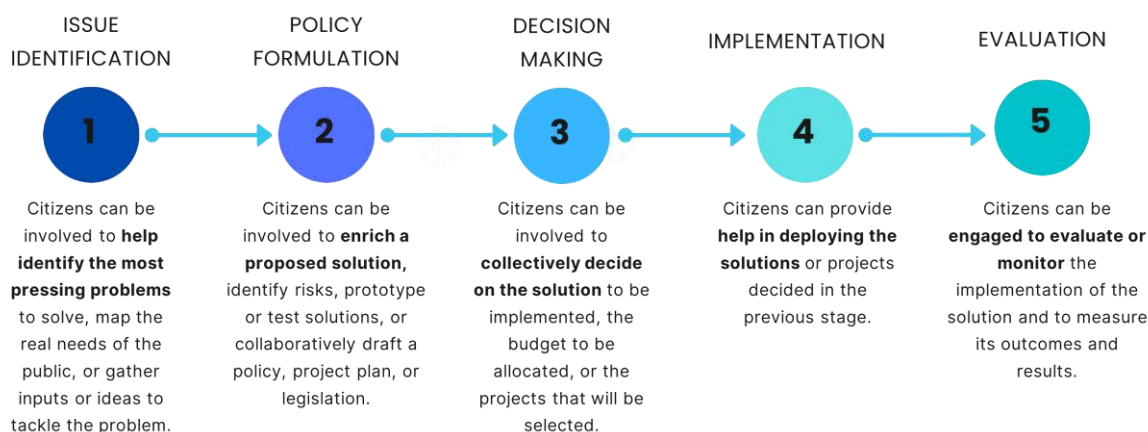 ISSUE
IDENTIFICATION
1
Citizens can be
involved to help
identify the most
pressing problems
to solve, map the
real needs of the
public, or gather
inputs or ideas to
tackle the problem.
POLICY
FORMULATION
2
Citizens can be
involved to enrich a
proposed solution,
identify risks, prototype
or test solutions, or
collaboratively draft a
policy, project plan, or
legislation.
DECISION
MAKING
3
Citizens can be
involved to
collectively decide
on the solution to be
implemented, the
budget to be
allocated, or the
projects that will be
selected.
IMPLEMENTATION
4
Citizens can provide
help in deploying the
solutions or projects
decided in the
previous stage.
EVALUATION
5
Citizens can be
engaged to evaluate or
monitor the
implementation of the
solution and to measure
its outcomes and
results.